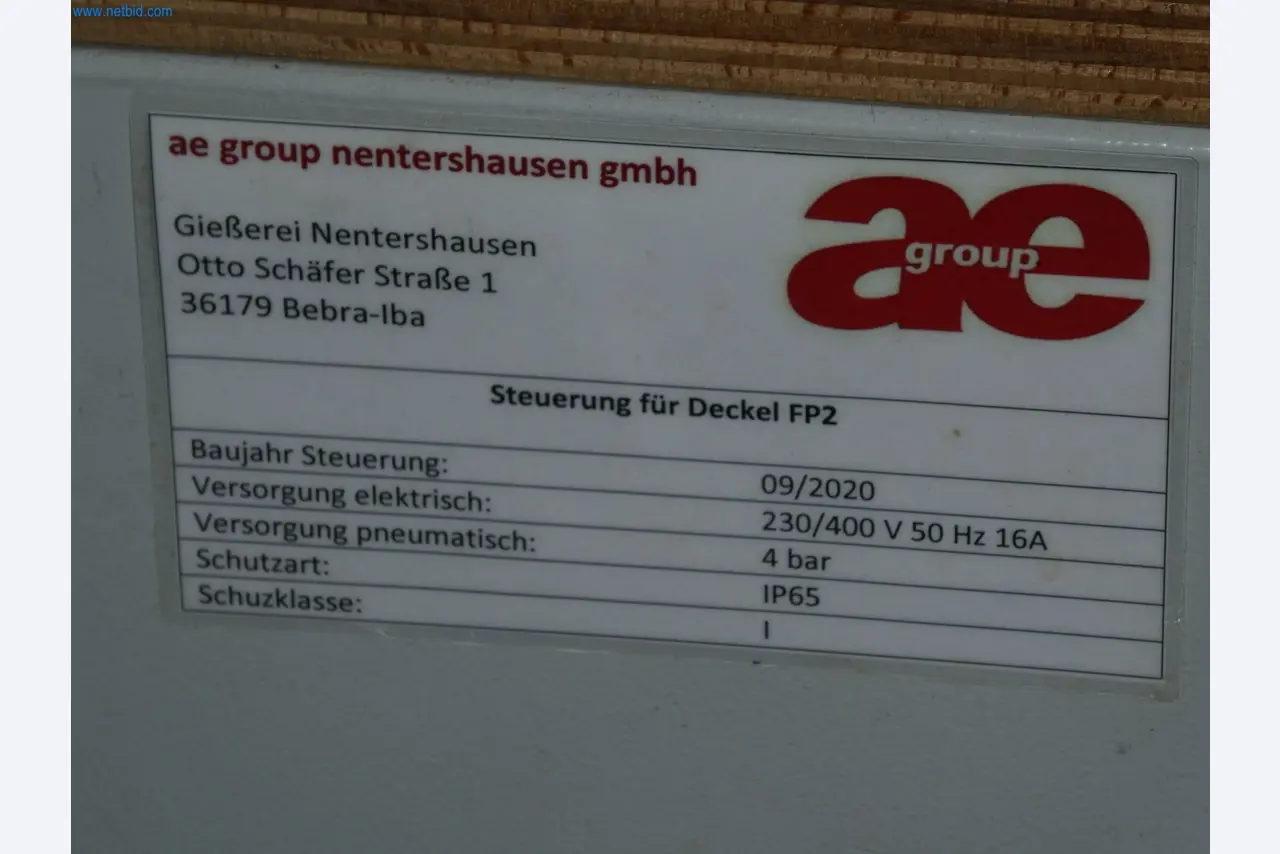 www.netbid.com
ae group nentershausen gmbh
Gießerei Nentershausen
Otto Schäfer Straße 1
36179 Bebra-Iba
ae
group
Steuerung für Deckel FP2
Baujahr Steuerung: 09/2020
Versorgung elektrisch: 230/400 V 50 Hz 16A
Versorgung pneumatisch: 4 bar
Schutzart: IP65
Schuzklasse: I